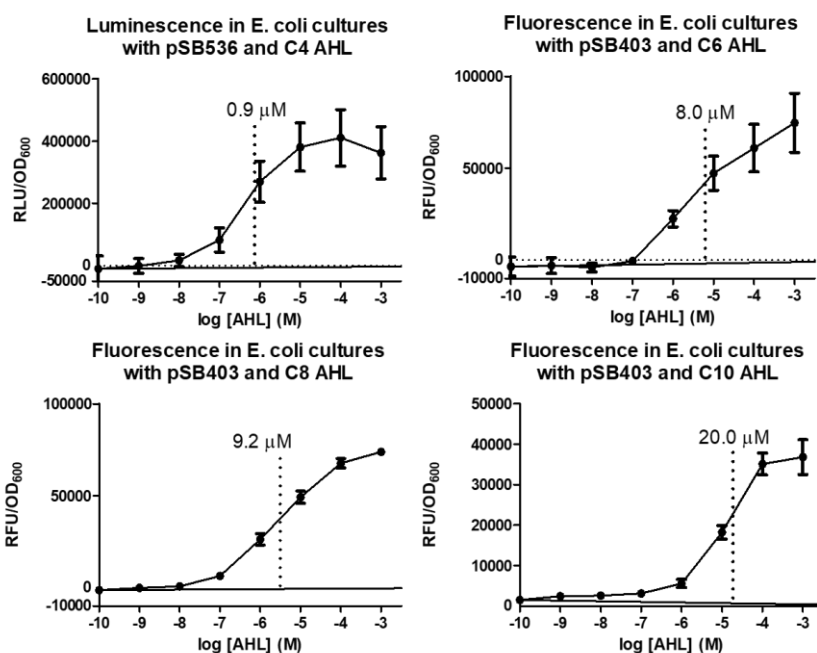 Luminescence in E. coli cultures
with pSB536 and C4 AHL
600000
400000
200000
0
-50000
RLU/OD600
0.9 μM
-10 -9 -8 -7 -6 -5 -4 -3
log [AHL] (M)
Fluorescence in E. coli cultures
with pSB403 and C6 AHL
100000
50000
0
-10000
RFU/OD600
8.0 μM
-10 -9 -8 -7 -6 -5 -4 -3
log [AHL] (M)
Fluorescence in E. coli cultures
with pSB403 and C8 AHL
100000
50000
0
-10000
RFU/OD600
9.2 μM
-10 -9 -8 -7 -6 -5 -4 -3
log [AHL] (M)
Fluorescence in E. coli cultures
with pSB403 and C10 AHL
50000
40000
30000
20000
10000
0
RFU/OD600
20.0 μM
-10 -9 -8 -7 -6 -5 -4 -3
log [AHL] (M)